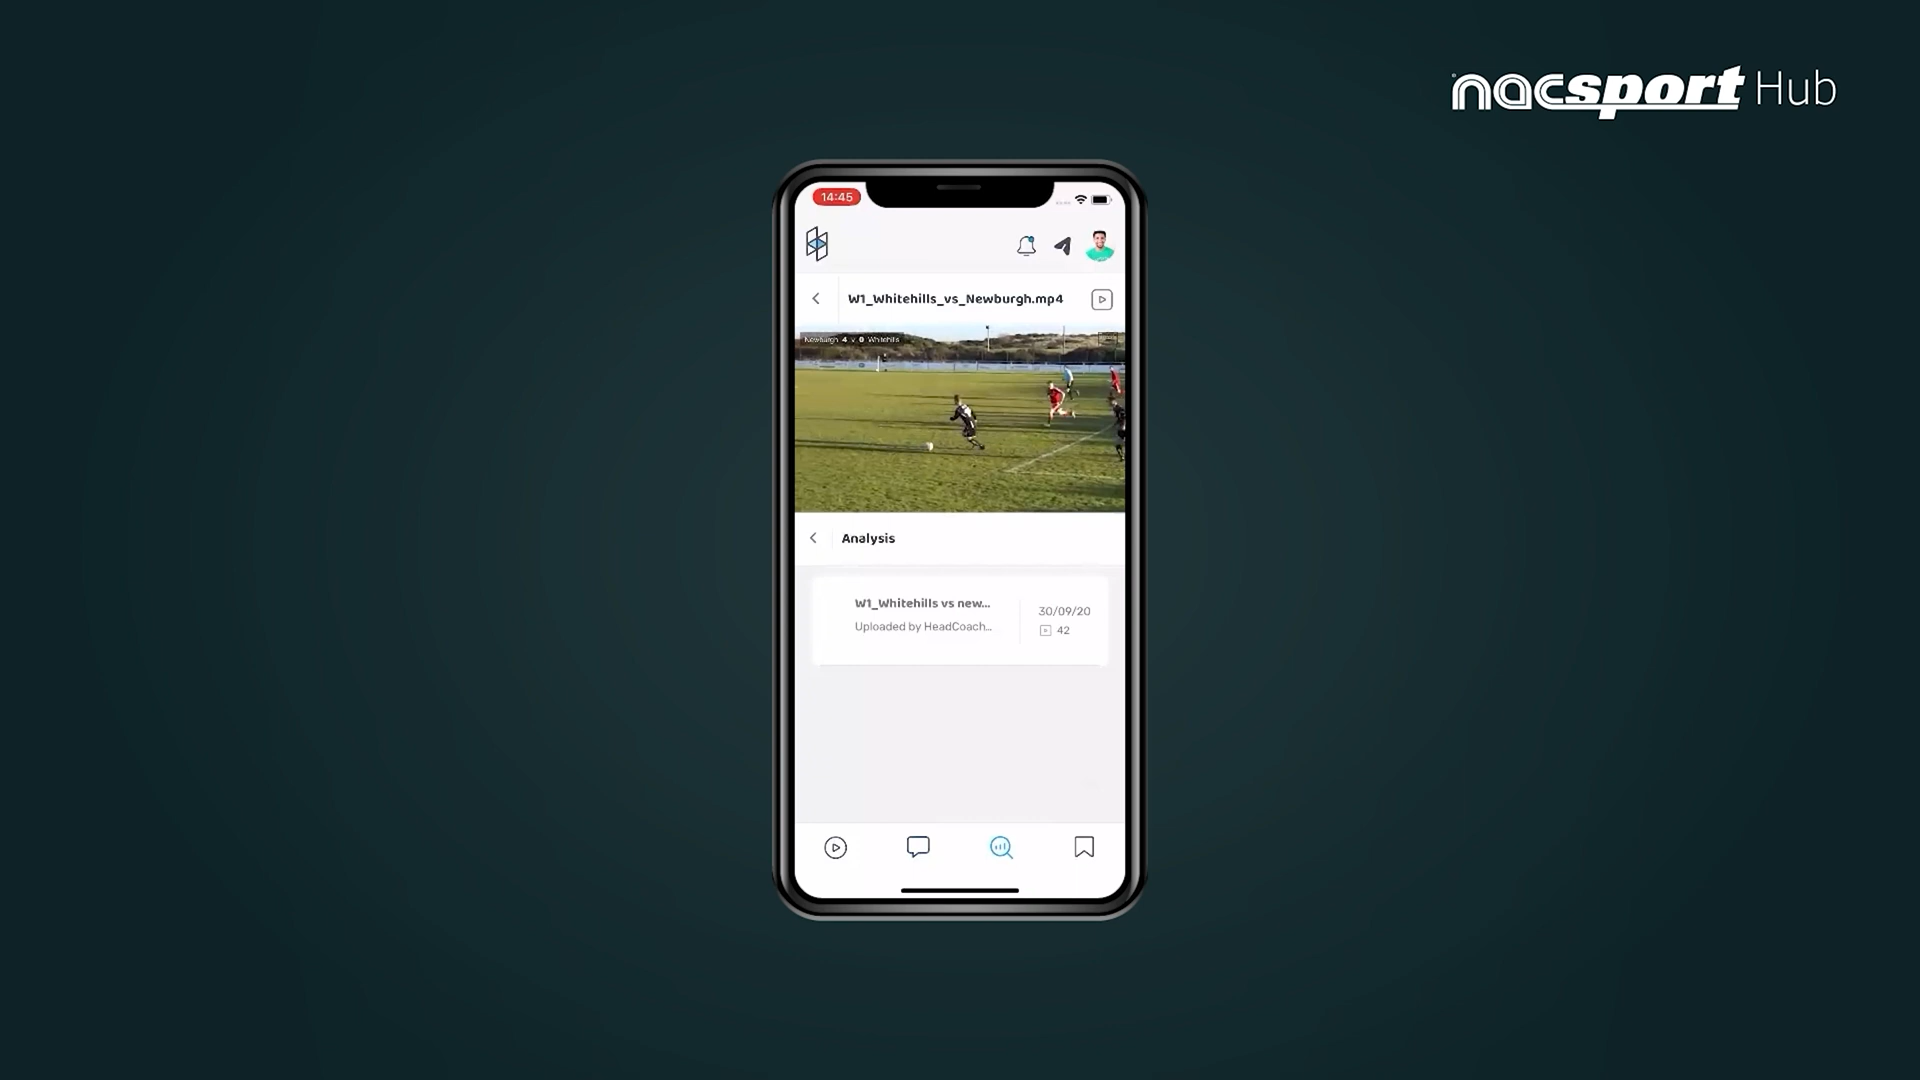 nacsport Hub
14:45
W1_Whitehills_vs_Newburgh.mp4
Newburgh 4 v 0 Whitehills
Analysis
W1_Whitehills vs new...
30/09/20
Uploaded by HeadCoach...
42